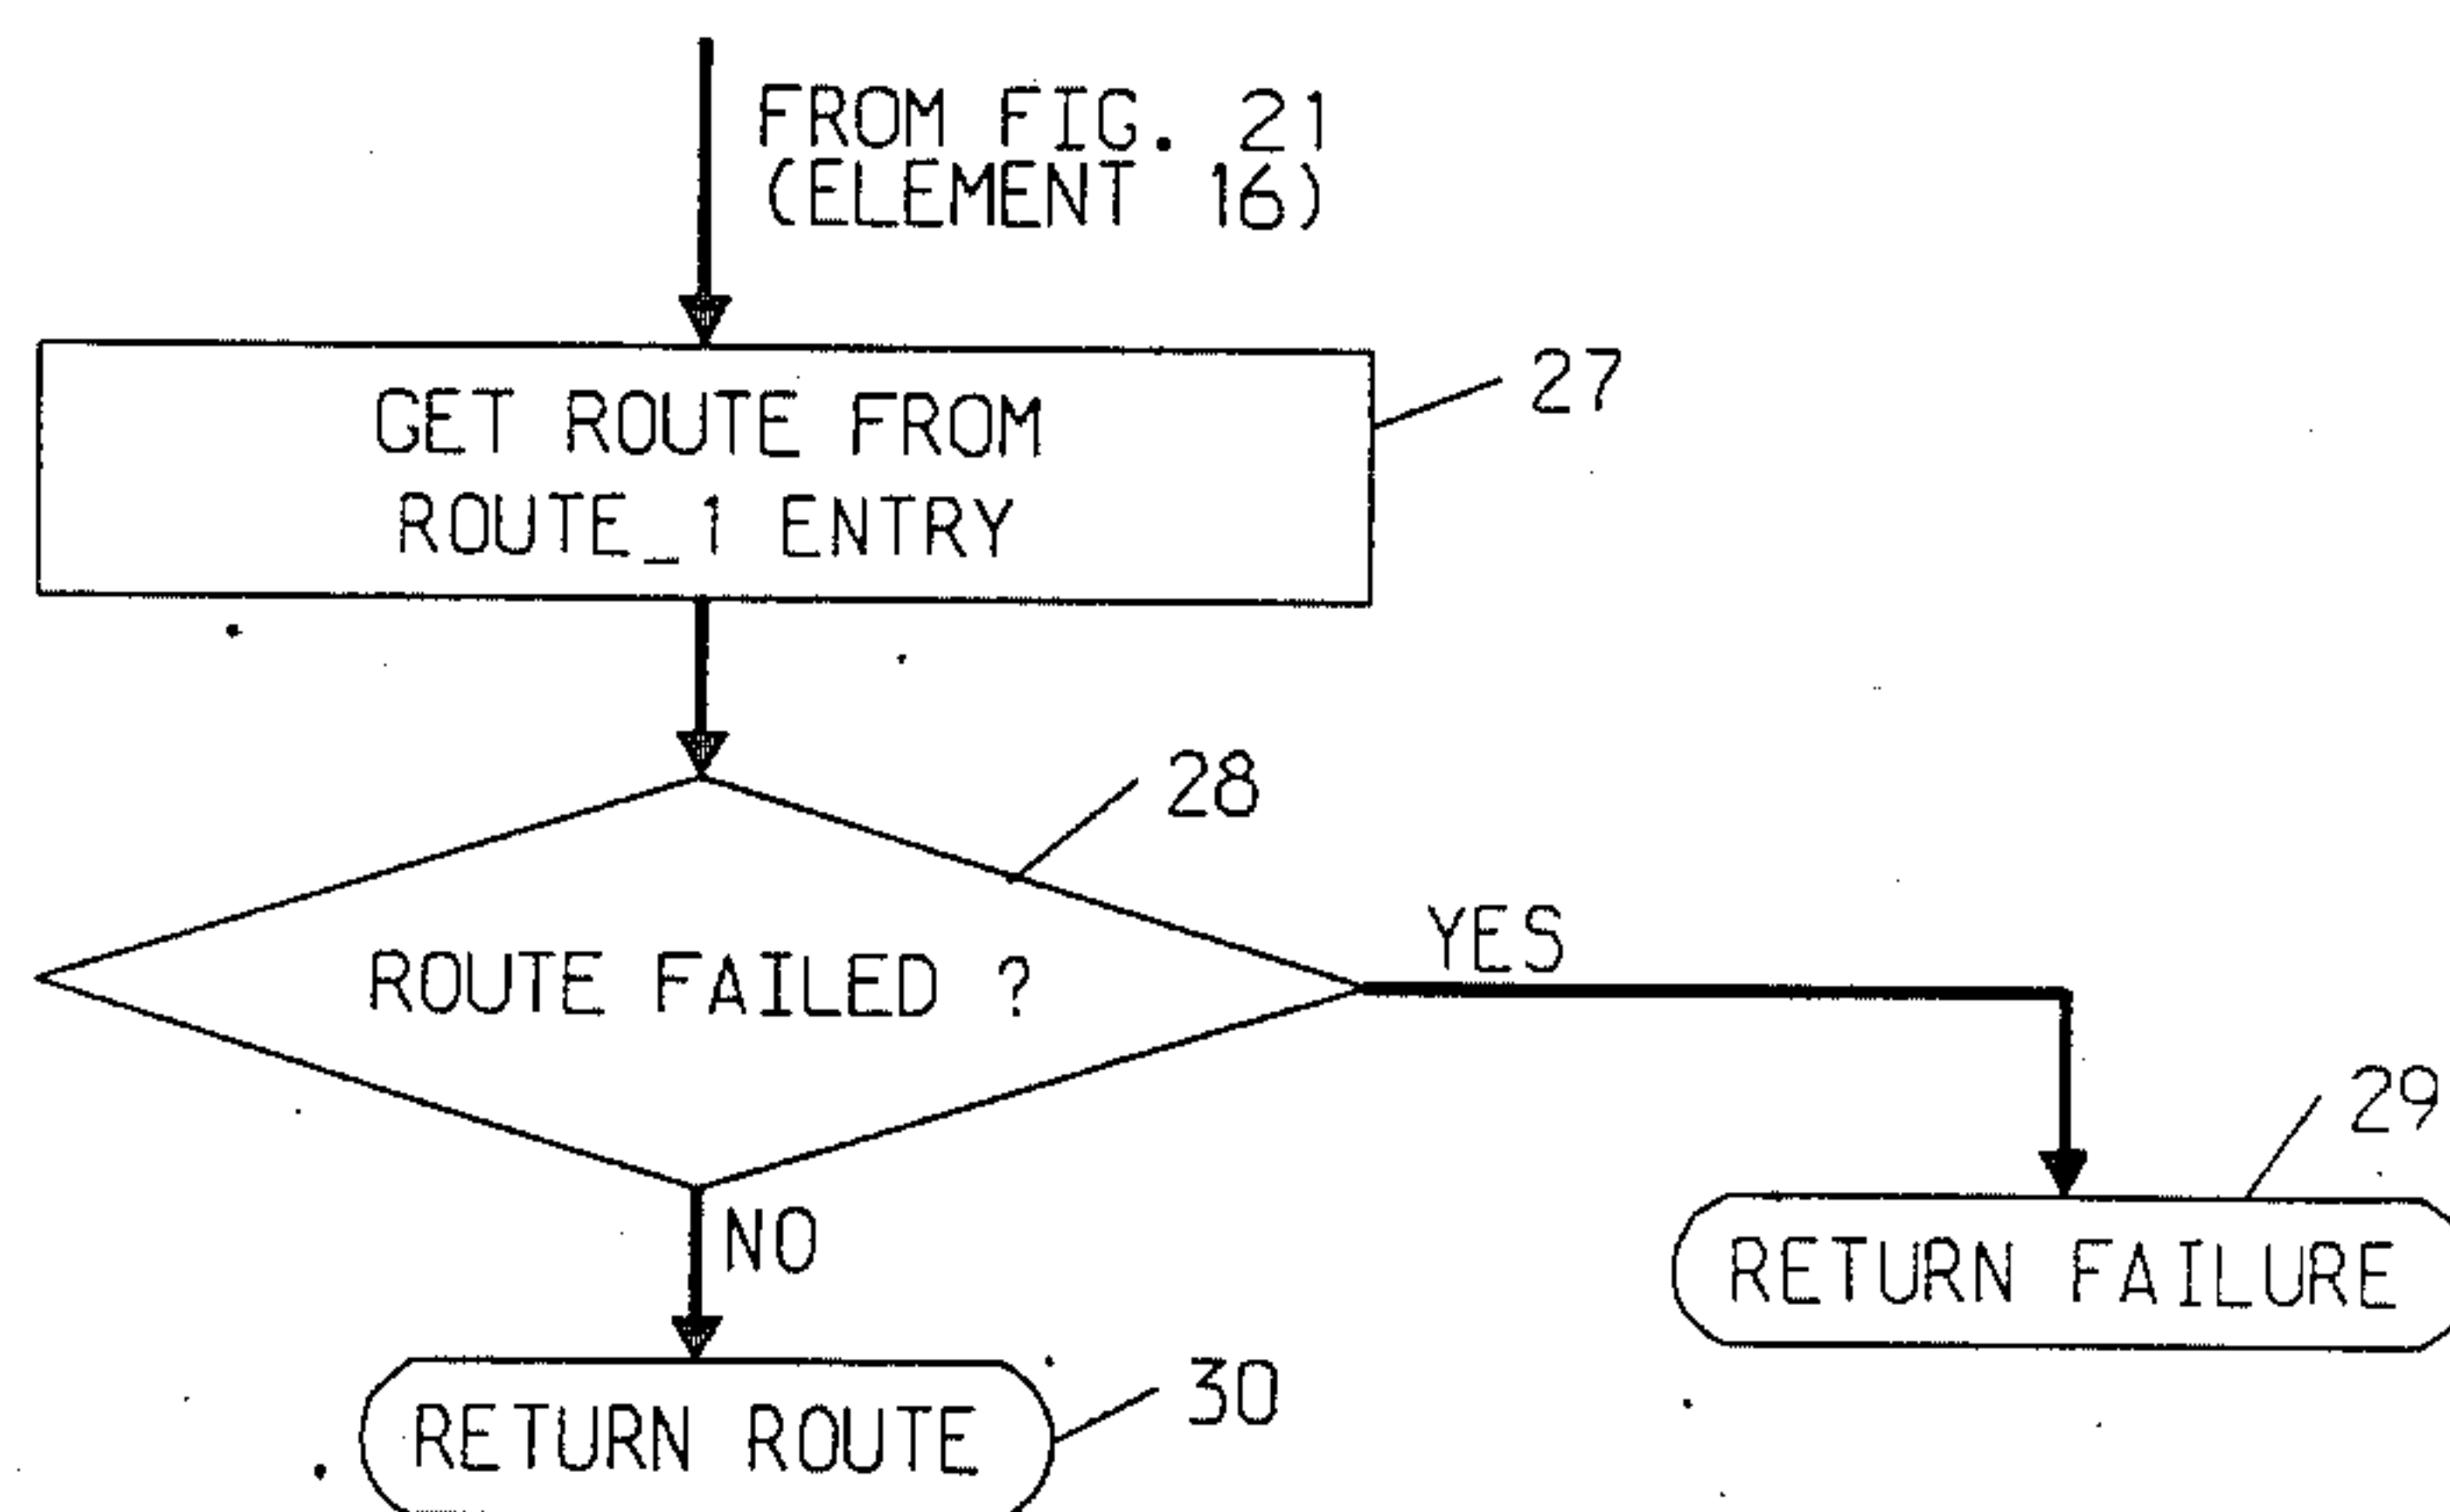 FROM FIG. 21
(ELEMENT 16)
27
GET ROUTE FROM
ROUTE_1 ENTRY
28
ROUTE FAILED ?
YES
29
RETURN FAILURE
NO
30
RETURN ROUTE